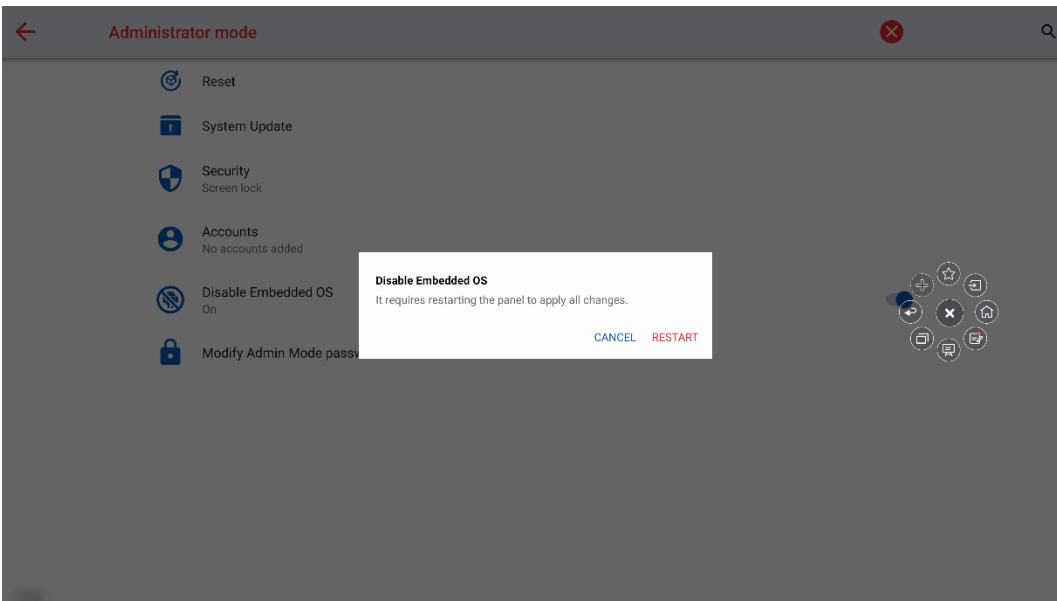 Administrator mode
Reset
System Update
Security
Screen lock
Accounts
No accounts added
Disable Embedded OS
On
Modify Admin Mode passw
Disable Embedded OS
It requires restarting the panel to apply all changes.
CANCEL RESTART